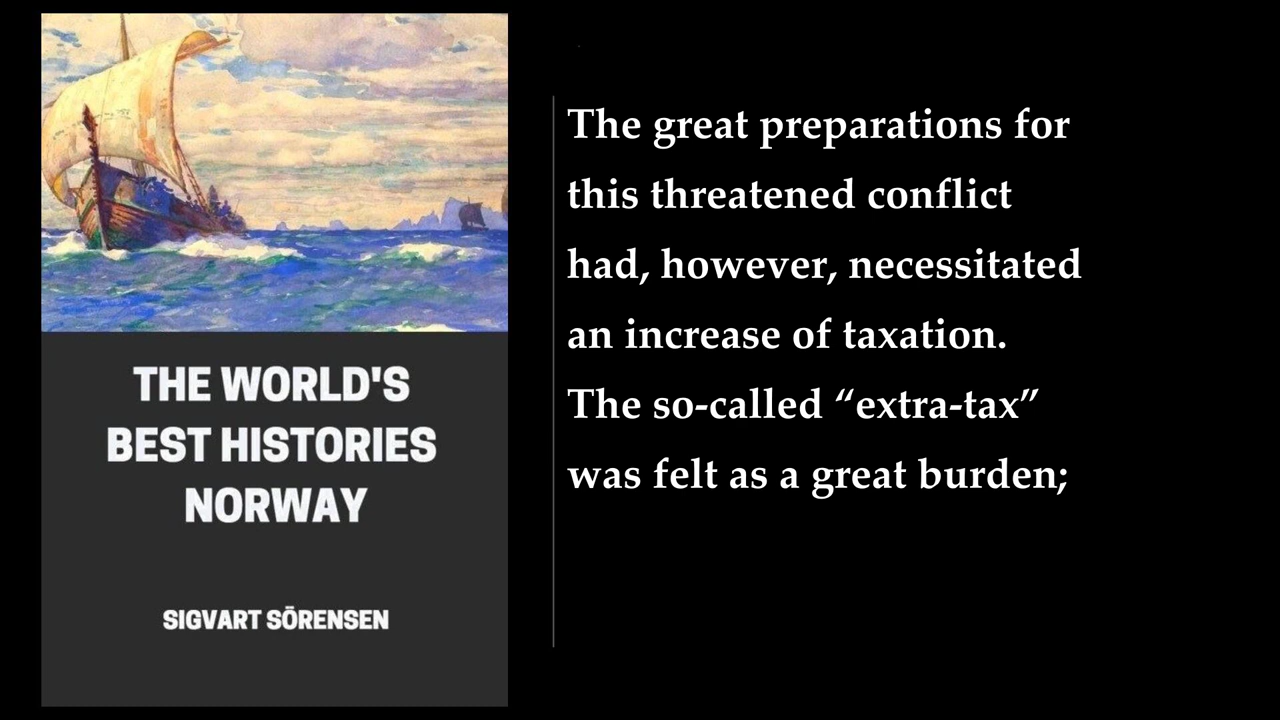 THE WORLD'S
BEST HISTORIES
NORWAY
SIGVART SÖRENSEN
The great preparations for
this threatened conflict
had, however, necessitated
an increase of taxation.
The so-called “extra-tax”
was felt as a great burden;